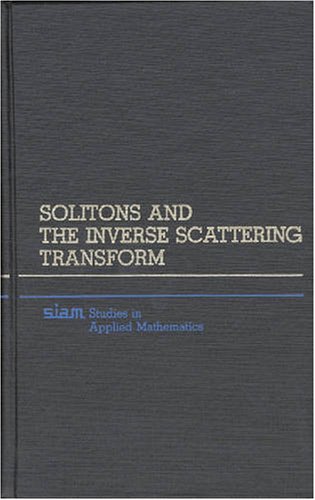 SOLITONS AND
THE INVERSE SCATTERING
TRANSFORM
siam Studies in
Applied Mathematics